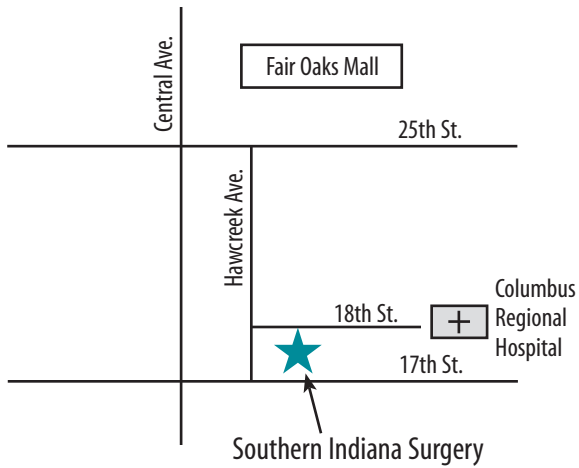 Central Ave.
Fair Oaks Mall
25th St.
Hawcreek Ave.
18th St.
Columbus
Regional
Hospital
17th St.
Southern Indiana Surgery